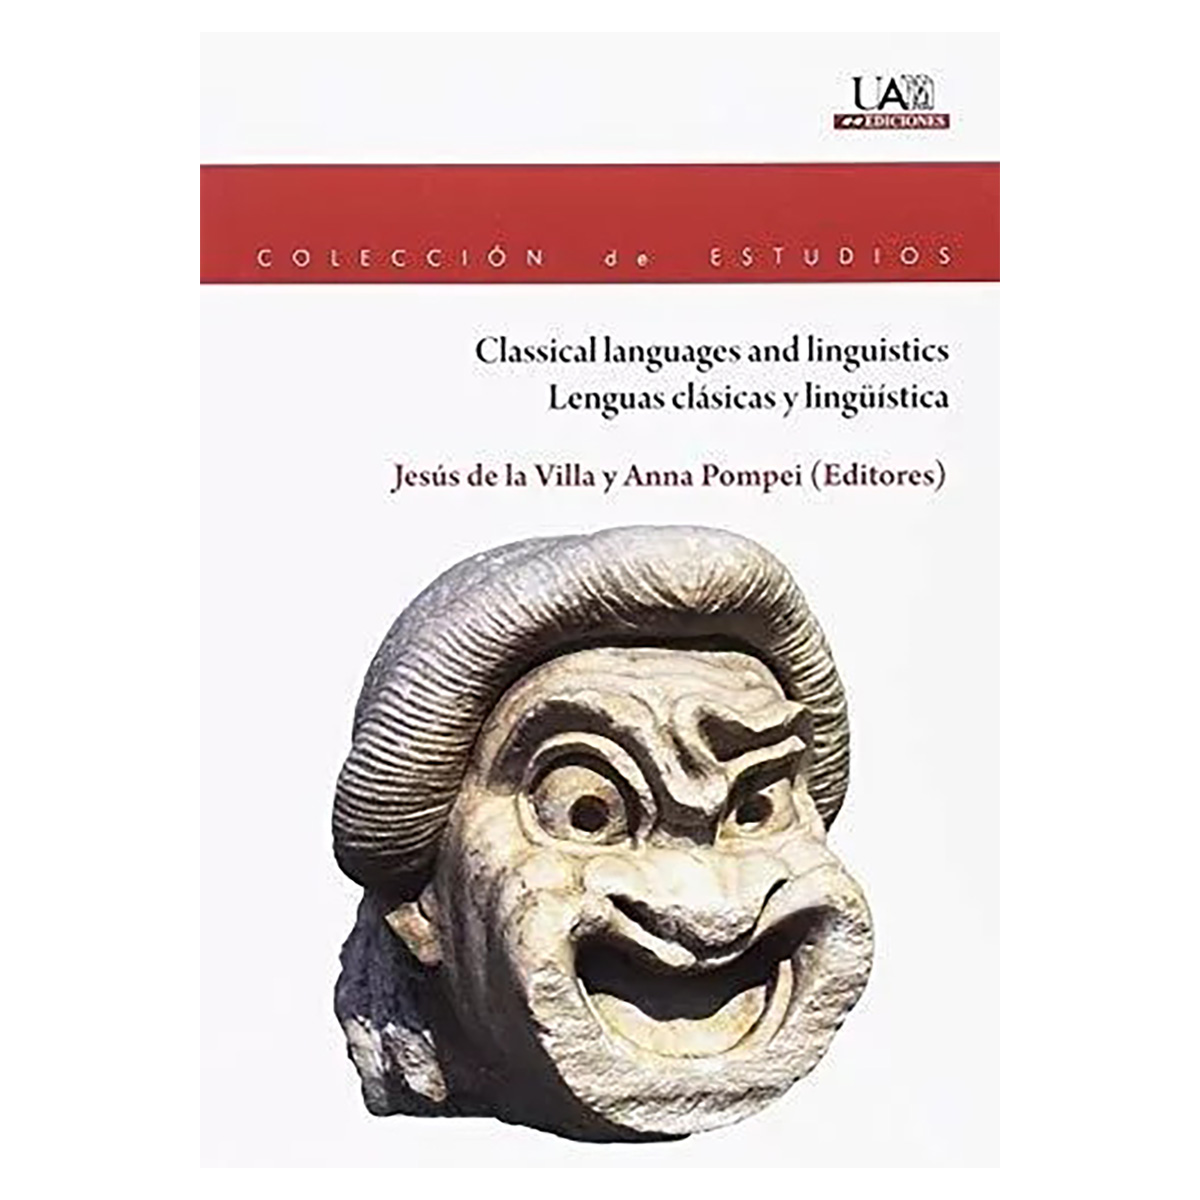 UAM
EDICIONES
COLECCIÓN de ESTUDIOS
Classical languages and linguistics
Lenguas clásicas y lingüística
Jesús de la Villa y Anna Pompei (Editores)